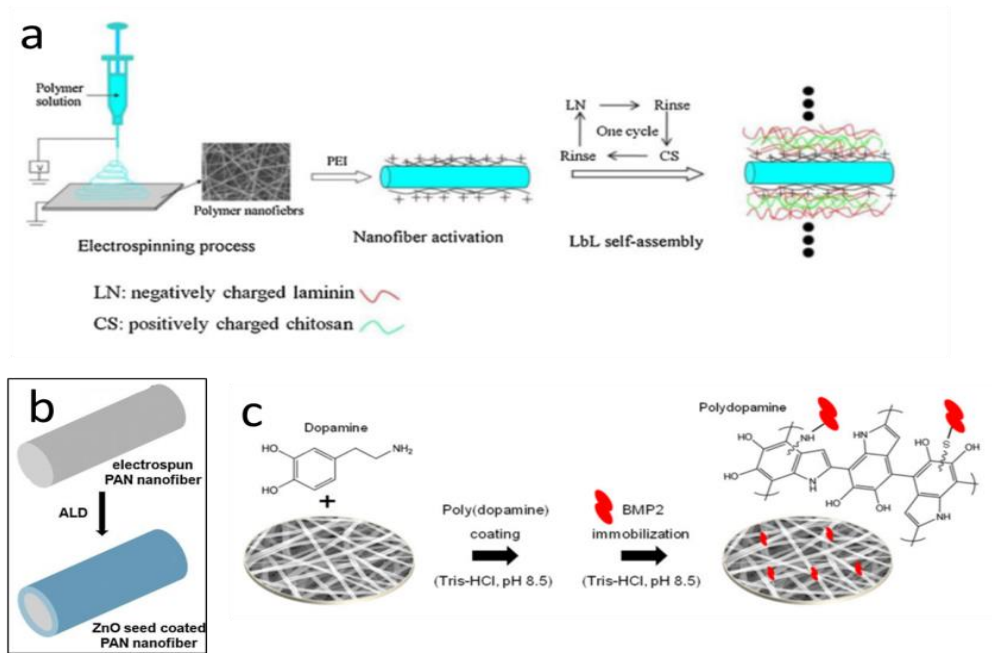 a
Polymer
solution
V
Polymer nanofiebrs
Electrospinning process
PEI
Nanofiber activation
LN
Rinse
One cycle
Rinse
CS
LbL self-assembly
LN: negatively charged laminin
CS: positively charged chitosan
b
electrospun
PAN nanofiber
ALD
ZnO seed coated
PAN nanofiber
c
Dopamine
HO
NH2
HO
+
Poly(dopamine)
coating
(Tris-HCl, pH 8.5)
BMP2
immobilization
(Tris-HCl, pH 8.5)
Polydopamine
HO
NH
HN
HO
S
OH
HO
N
H
HO
OH
NH